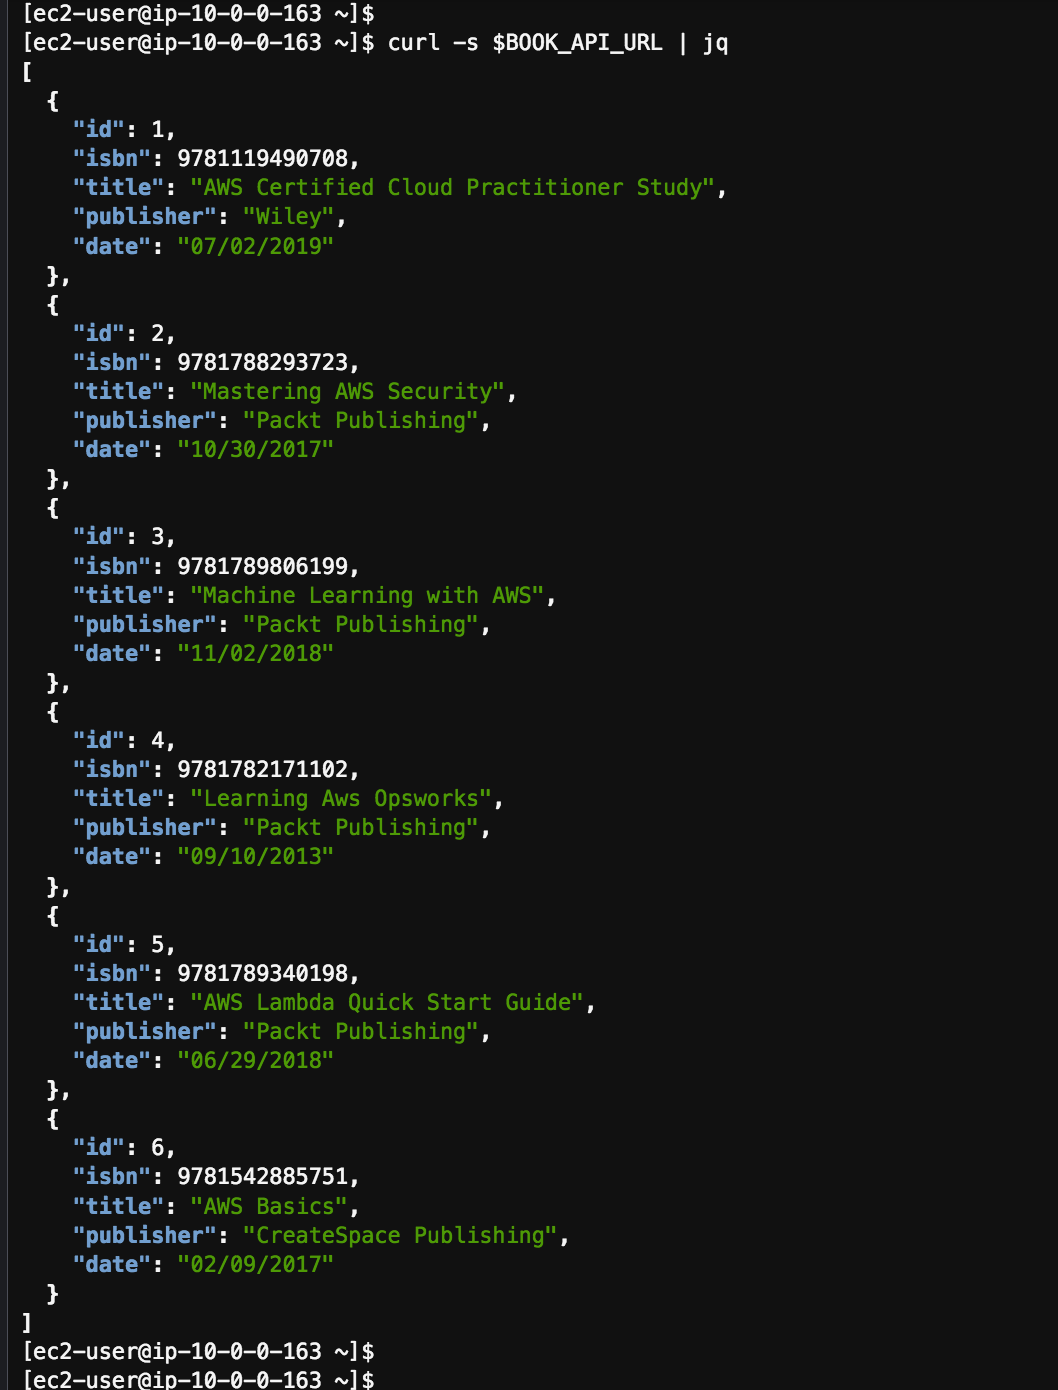 [ec2-user@ip-10-0-0-163 ~]$
[ec2-user@ip-10-0-0-163 ~]$ curl -s $BOOK_API_URL | jq
[
  {
    "id": 1,
    "isbn": 9781119490708,
    "title": "AWS Certified Cloud Practitioner Study",
    "publisher": "Wiley",
    "date": "07/02/2019"
  },
  {
    "id": 2,
    "isbn": 9781788293723,
    "title": "Mastering AWS Security",
    "publisher": "Packt Publishing",
    "date": "10/30/2017"
  },
  {
    "id": 3,
    "isbn": 9781789806199,
    "title": "Machine Learning with AWS",
    "publisher": "Packt Publishing",
    "date": "11/02/2018"
  },
  {
    "id": 4,
    "isbn": 9781782171102,
    "title": "Learning Aws Opsworks",
    "publisher": "Packt Publishing",
    "date": "09/10/2013"
  },
  {
    "id": 5,
    "isbn": 9781789340198,
    "title": "AWS Lambda Quick Start Guide",
    "publisher": "Packt Publishing",
    "date": "06/29/2018"
  },
  {
    "id": 6,
    "isbn": 9781542885751,
    "title": "AWS Basics",
    "publisher": "CreateSpace Publishing",
    "date": "02/09/2017"
  }
]
[ec2-user@ip-10-0-0-163 ~]$
[ec2-user@ip-10-0-0-163 ~]$